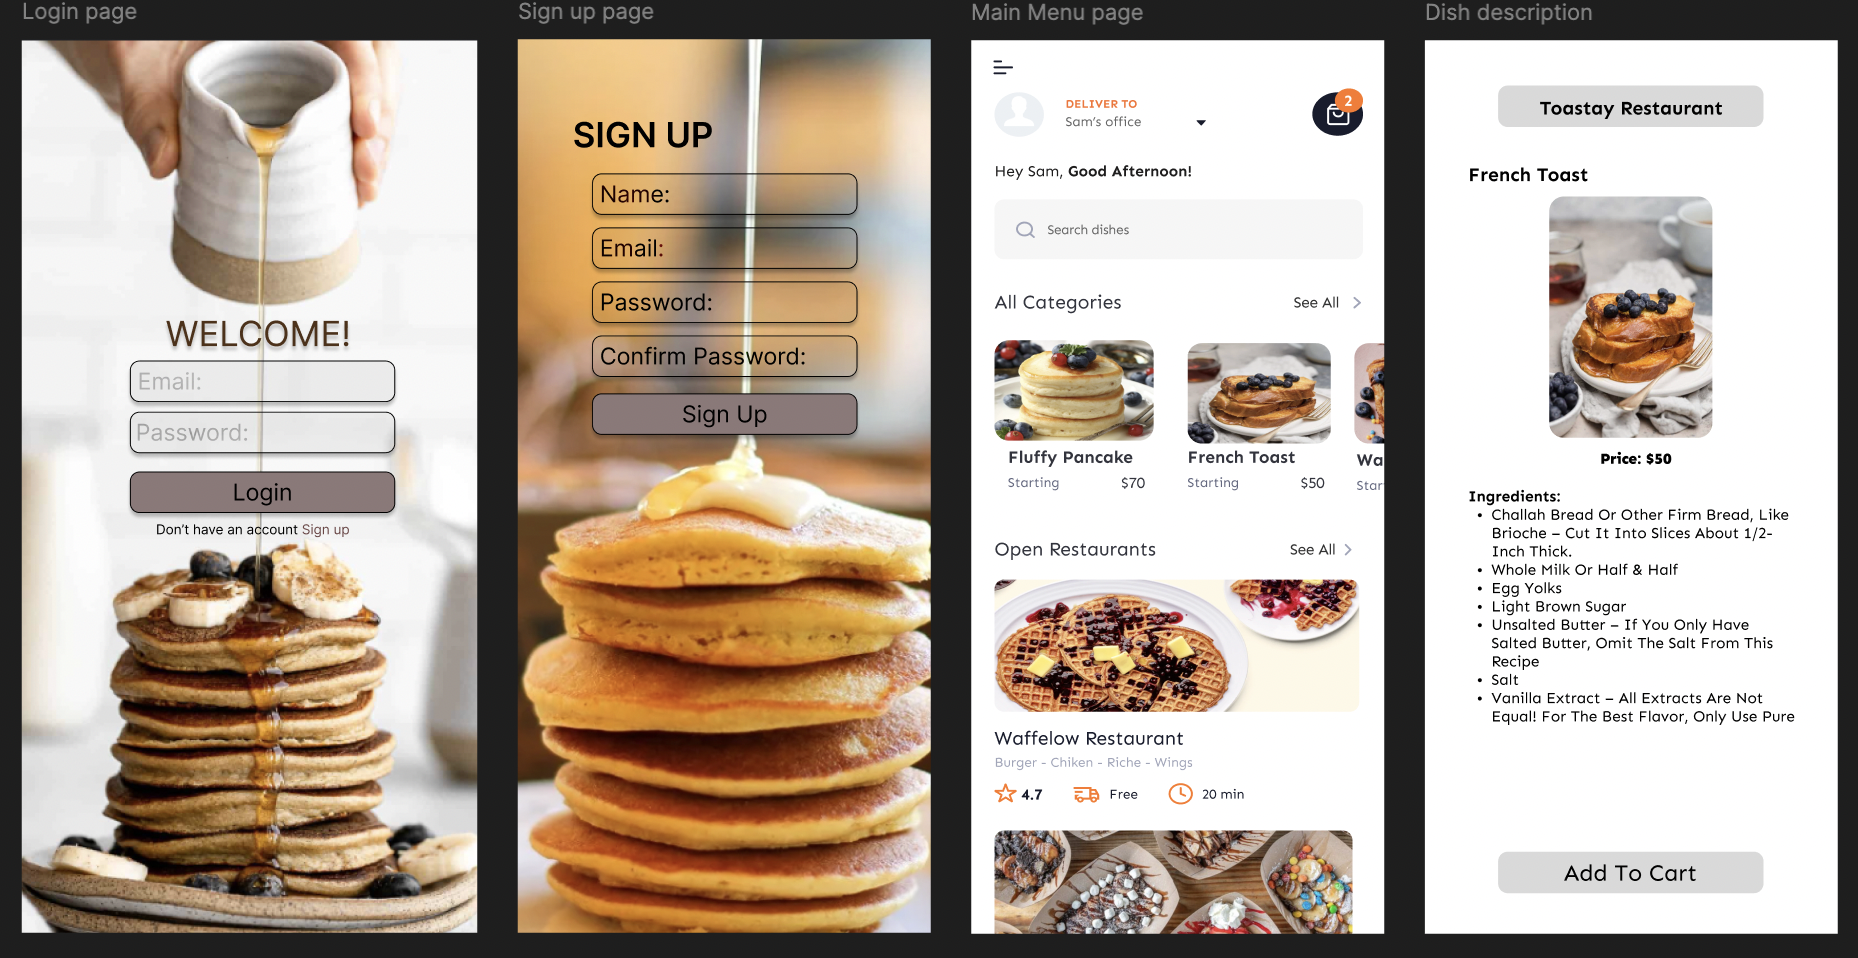 Login page
WELCOME!
Email:
Password:
Login
Don't have an account Sign up
Sign up page
SIGN UP
Name:
Email:
Password:
Confirm Password:
Sign Up
Main Menu page
DELIVER TO
Sam's office
2
Hey Sam, Good Afternoon!
Search dishes
All Categories
See All
Fluffy Pancake
Starting
$70
French Toast
Starting
$50
Wa
Star
Open Restaurants
See All
Waffelow Restaurant
Burger - Chiken - Riche - Wings
4.7
Free
20 min
Dish description
Toastay Restaurant
French Toast
Price: $50
Ingredients:
• Challah Bread Or Other Firm Bread, Like
Brioche – Cut It Into Slices About 1/2-
Inch Thick.
• Whole Milk Or Half & Half
• Egg Yolks
• Light Brown Sugar
• Unsalted Butter – If You Only Have
Salted Butter, Omit The Salt From This
Recipe
• Salt
• Vanilla Extract – All Extracts Are Not
Equal! For The Best Flavor, Only Use Pure
Add To Cart